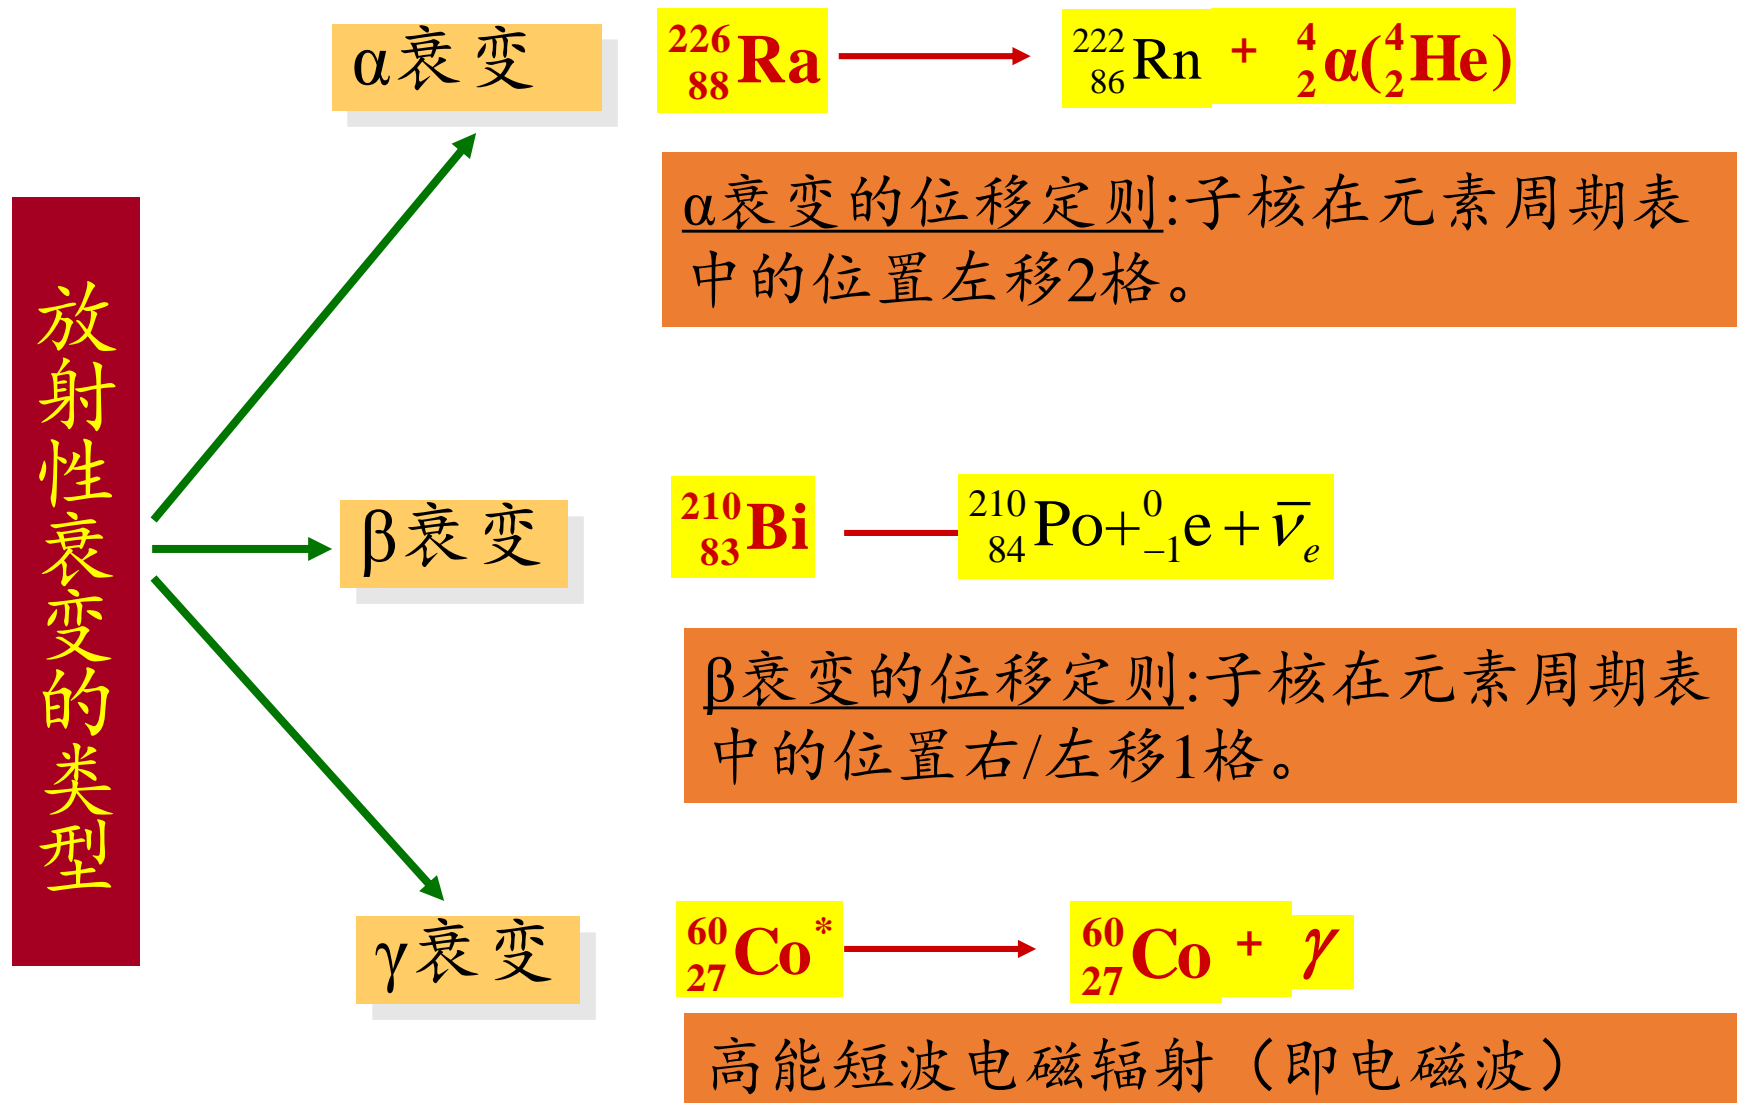 放射性衰变的类型
α衰变
²²⁶₈₈Ra ²²²₈₆Rn + ⁴₂α(⁴₂He)
α衰变的位移定则:子核在元素周期表
中的位置左移2格。
β衰变
²¹⁰₈₃Bi ²¹⁰₈₄Po+⁰₋₁e + ν̅ₑ
β衰变的位移定则:子核在元素周期表
中的位置右/左移1格。
γ衰变
⁶⁰₂₇Co* ⁶⁰₂₇Co + γ
高能短波电磁辐射（即电磁波）